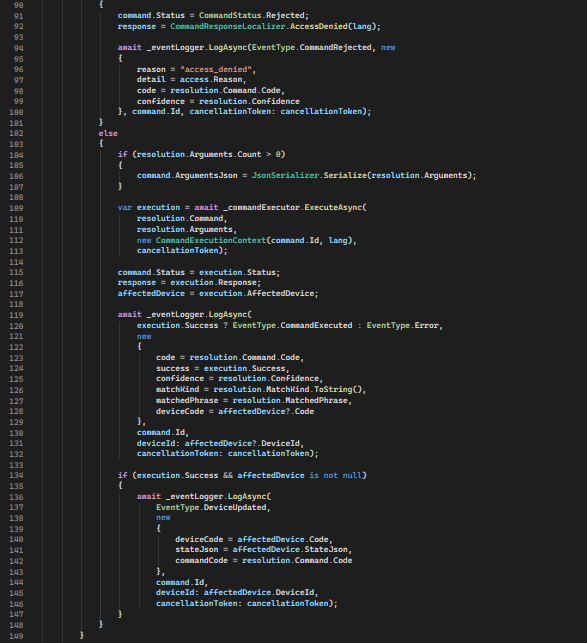 90 {
91 command.Status = CommandStatus.Rejected;
92 response = CommandResponseLocalizer.AccessDenied(lang);
93
94 await _eventLogger.LogAsync(EventType.CommandRejected, new
95 {
96 reason = "access_denied",
97 detail = access.Reason,
98 code = resolution.Command.Code,
99 confidence = resolution.Confidence
100 }, command.Id, cancellationToken: cancellationToken);
101 }
102 else
103 {
104 if (resolution.Arguments.Count > 0)
105 {
106 command.ArgumentsJson = JsonSerializer.Serialize(resolution.Arguments);
107 }
108
109 var execution = await _commandExecutor.ExecuteAsync(
110 resolution.Command,
111 resolution.Arguments,
112 new CommandExecutionContext(command.Id, lang),
113 cancellationToken);
114
115 command.Status = execution.Status;
116 response = execution.Response;
117 affectedDevice = execution.AffectedDevice;
118
119 await _eventLogger.LogAsync(
120 execution.Success ? EventType.CommandExecuted : EventType.Error,
121 new
122 {
123 code = resolution.Command.Code,
124 success = execution.Success,
125 confidence = resolution.Confidence,
126 matchKind = resolution.MatchKind.ToString(),
127 matchedPhrase = resolution.MatchedPhrase,
128 deviceCode = affectedDevice?.Code
129 },
130 command.Id,
131 deviceId: affectedDevice?.DeviceId,
132 cancellationToken: cancellationToken);
133
134 if (execution.Success && affectedDevice is not null)
135 {
136 await _eventLogger.LogAsync(
137 EventType.DeviceUpdated,
138 new
139 {
140 deviceCode = affectedDevice.Code,
141 stateJson = affectedDevice.StateJson,
142 commandCode = resolution.Command.Code
143 },
144 command.Id,
145 deviceId: affectedDevice.DeviceId,
146 cancellationToken: cancellationToken);
147 }
148 }
149 }